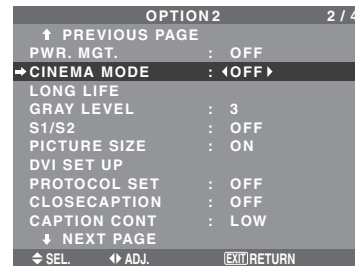 OPTION2 2 / 4
↑ PREVIOUS PAGE
PWR. MGT. : OFF
→CINEMA MODE : ◂OFF▸
LONG LIFE
GRAY LEVEL : 3
S1/S2 : OFF
PICTURE SIZE : ON
DVI SET UP
PROTOCOL SET : OFF
CLOSECAPTION : OFF
CAPTION CONT : LOW
↓ NEXT PAGE
SEL. ADJ. EXIT RETURN